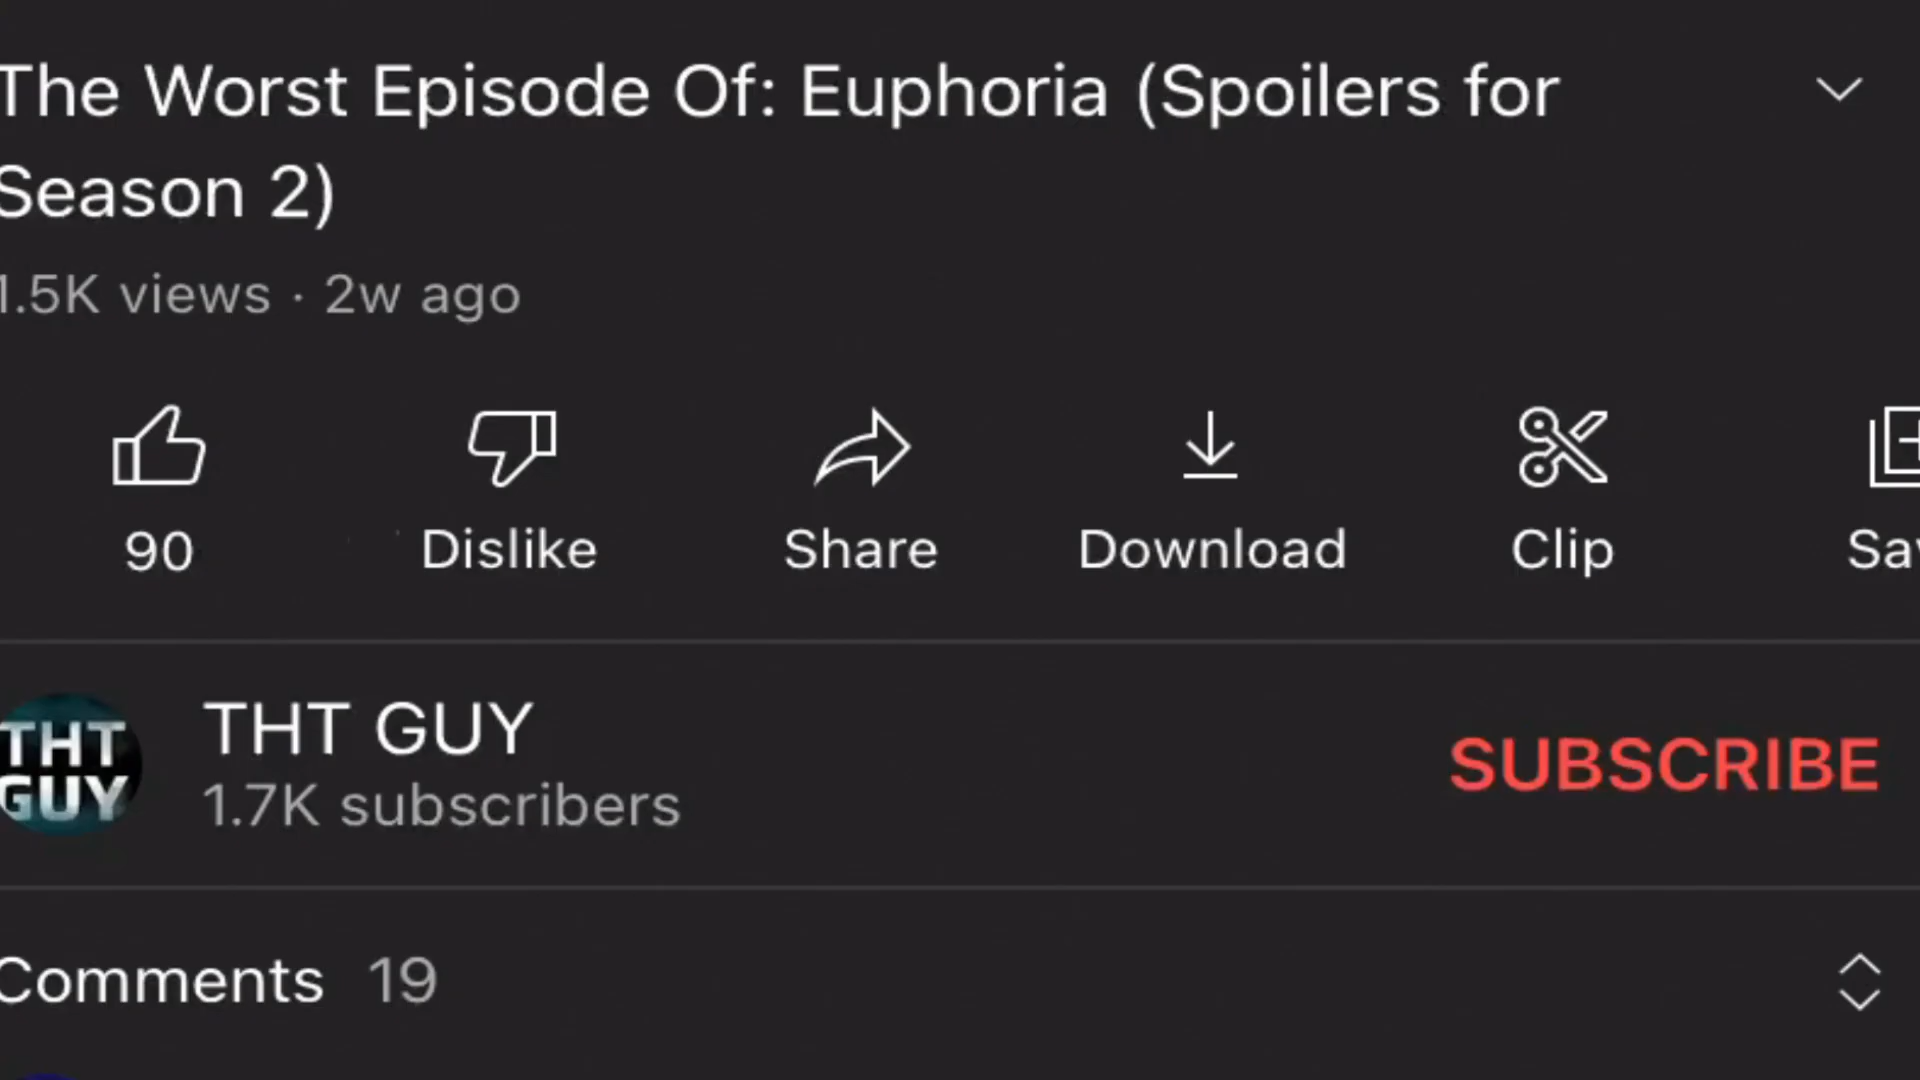 The Worst Episode Of: Euphoria (Spoilers for
Season 2)
1.5K views · 2w ago
90 Dislike Share Download Clip
THT GUY
THT GUY
1.7K subscribers
SUBSCRIBE
Comments 19